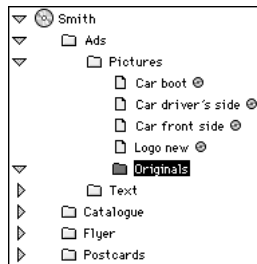 Smith
Ads
Pictures
Car boot
Car driver's side
Car front side
Logo new
Originals
Text
Catalogue
Flyer
Postcards